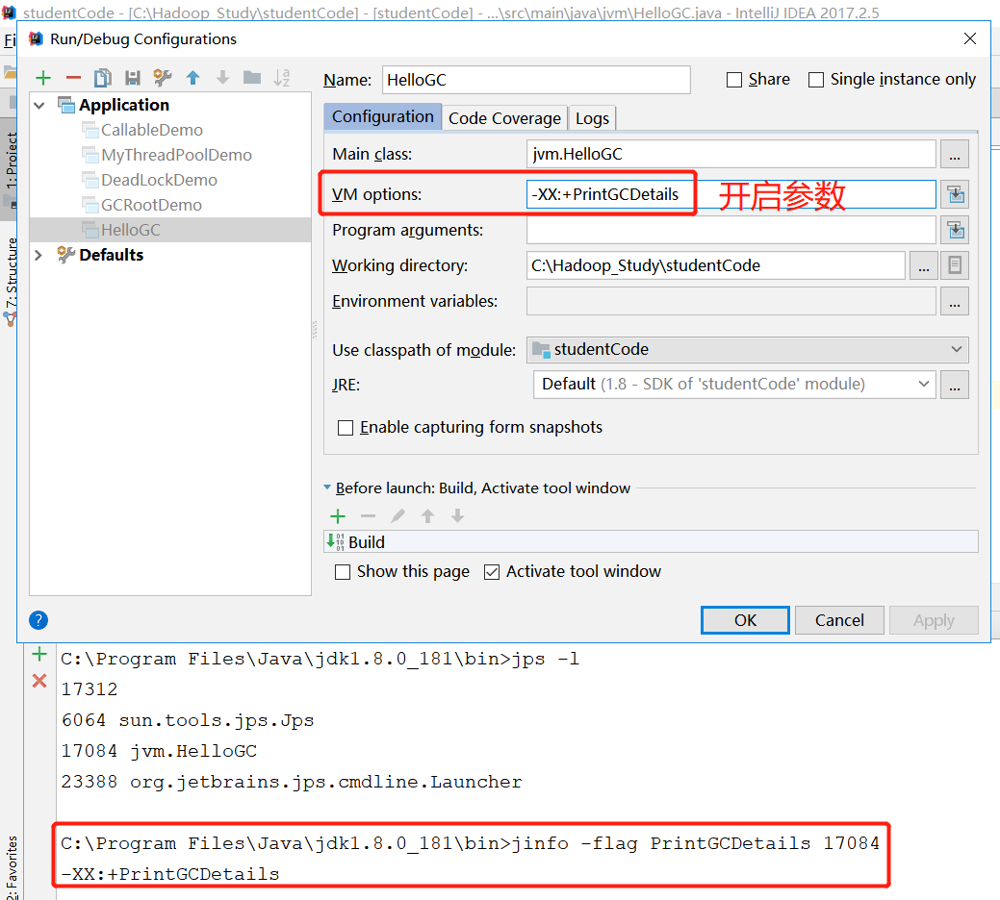 studentCode - [C:\Hadoop_Study\studentCode] - [studentCode] - ...\src\main\java\jvm\HelloGC.java - IntelliJ IDEA 2017.2.5
Fi
Run/Debug Configurations
Name: HelloGC
Share
Single instance only
Application
CallableDemo
MyThreadPoolDemo
DeadLockDemo
GCRootDemo
HelloGC
Defaults
Configuration Code Coverage Logs
Main class: jvm.HelloGC ...
VM options: -XX:+PrintGCDetails 开启参数
Program arguments:
Working directory: C:\Hadoop_Study\studentCode ...
Environment variables: ...
Use classpath of module: studentCode
JRE: Default (1.8 - SDK of 'studentCode' module) ...
Enable capturing form snapshots
Before launch: Build, Activate tool window
Build
Show this page Activate tool window
? OK Cancel Apply
1: Project
7: Structure
2: Favorites
C:\Program Files\Java\jdk1.8.0_181\bin>jps -l
17312
6064 sun.tools.jps.Jps
17084 jvm.HelloGC
23388 org.jetbrains.jps.cmdline.Launcher
C:\Program Files\Java\jdk1.8.0_181\bin>jinfo -flag PrintGCDetails 17084
-XX:+PrintGCDetails